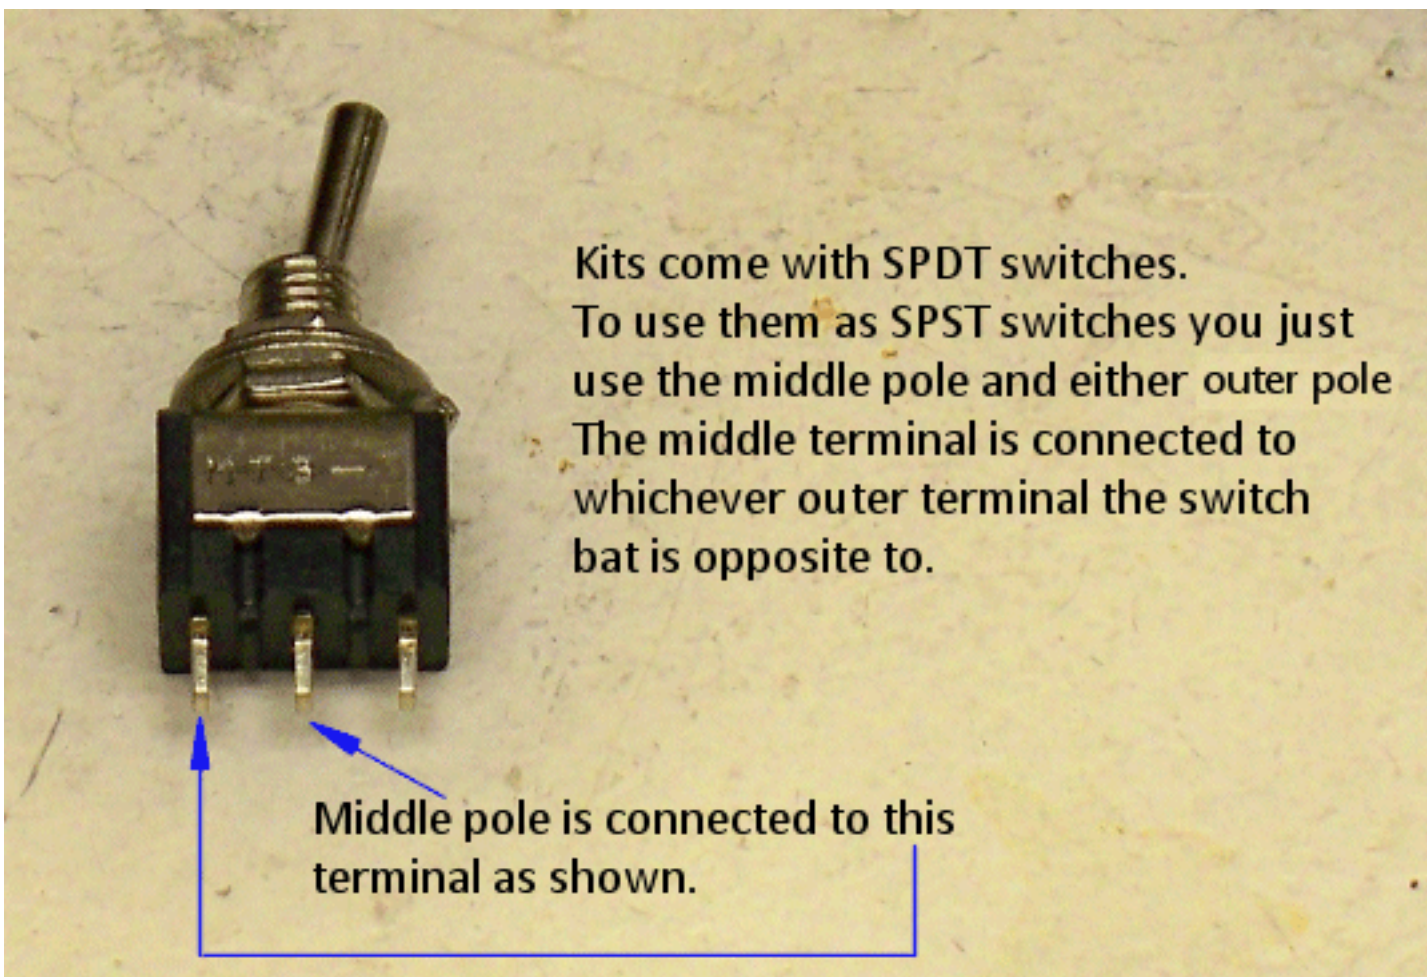 Kits come with SPDT switches.
To use them as SPST switches you just
use the middle pole and either outer pole
The middle terminal is connected to
whichever outer terminal the switch
bat is opposite to.
Middle pole is connected to this
terminal as shown.